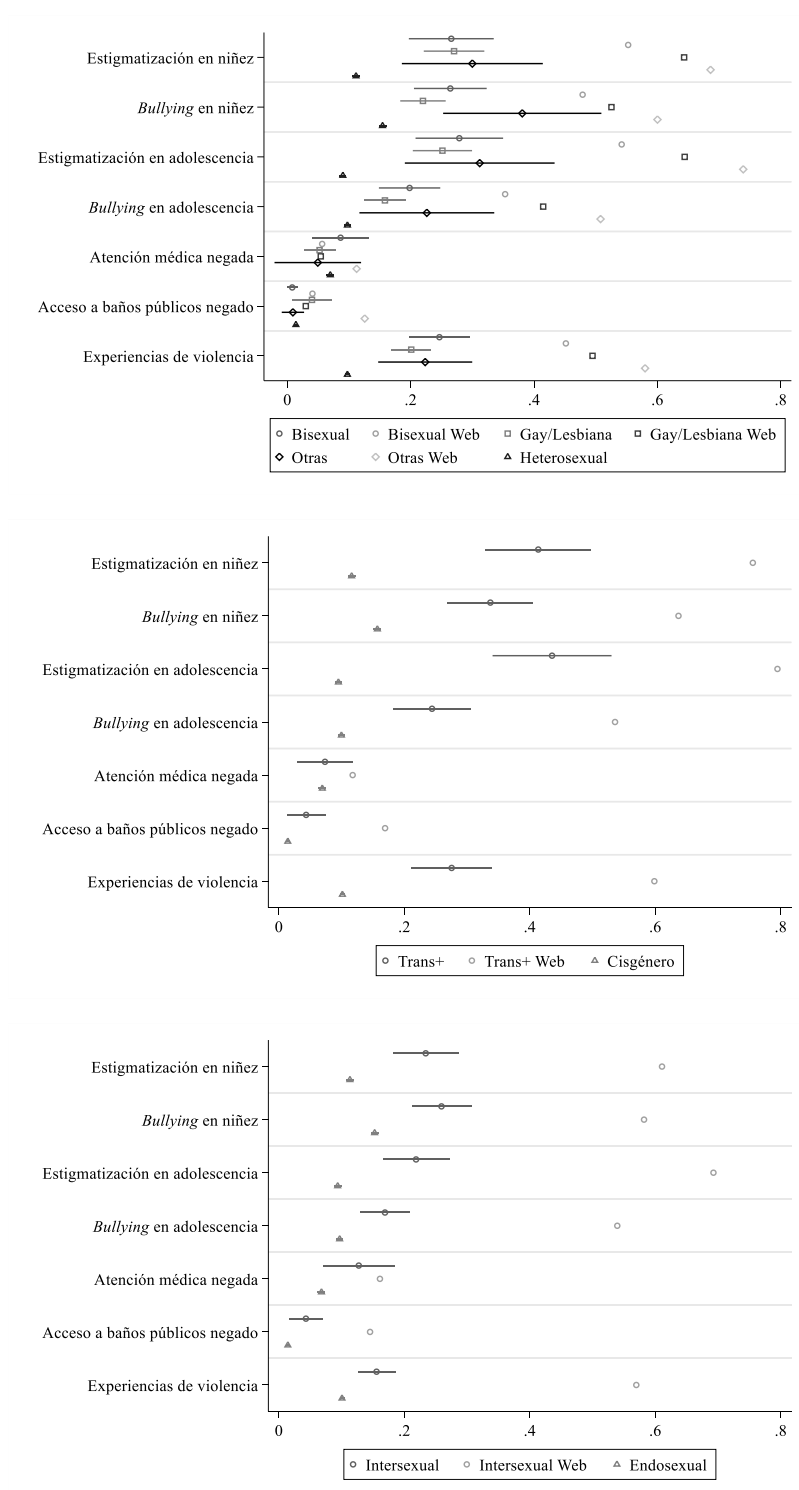 Estigmatización en niñez
Bullying en niñez
Estigmatización en adolescencia
Bullying en adolescencia
Atención médica negada
Acceso a baños públicos negado
Experiencias de violencia
0 .2 .4 .6 .8
Bisexual Bisexual Web Gay/Lesbiana Gay/Lesbiana Web
Otras Otras Web Heterosexual
Estigmatización en niñez
Bullying en niñez
Estigmatización en adolescencia
Bullying en adolescencia
Atención médica negada
Acceso a baños públicos negado
Experiencias de violencia
0 .2 .4 .6 .8
Trans+ Trans+ Web Cisgénero
Estigmatización en niñez
Bullying en niñez
Estigmatización en adolescencia
Bullying en adolescencia
Atención médica negada
Acceso a baños públicos negado
Experiencias de violencia
0 .2 .4 .6 .8
Intersexual Intersexual Web Endosexual